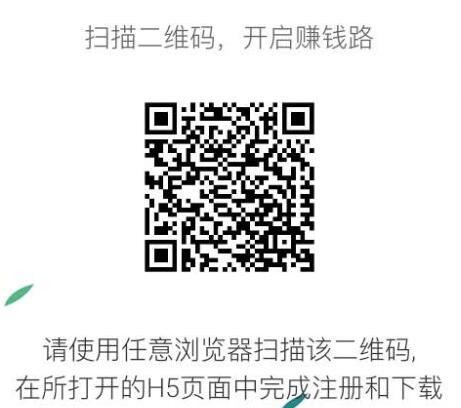 扫描二维码，开启赚钱路
请使用任意浏览器扫描该二维码,
在所打开的H5页面中完成注册和下载